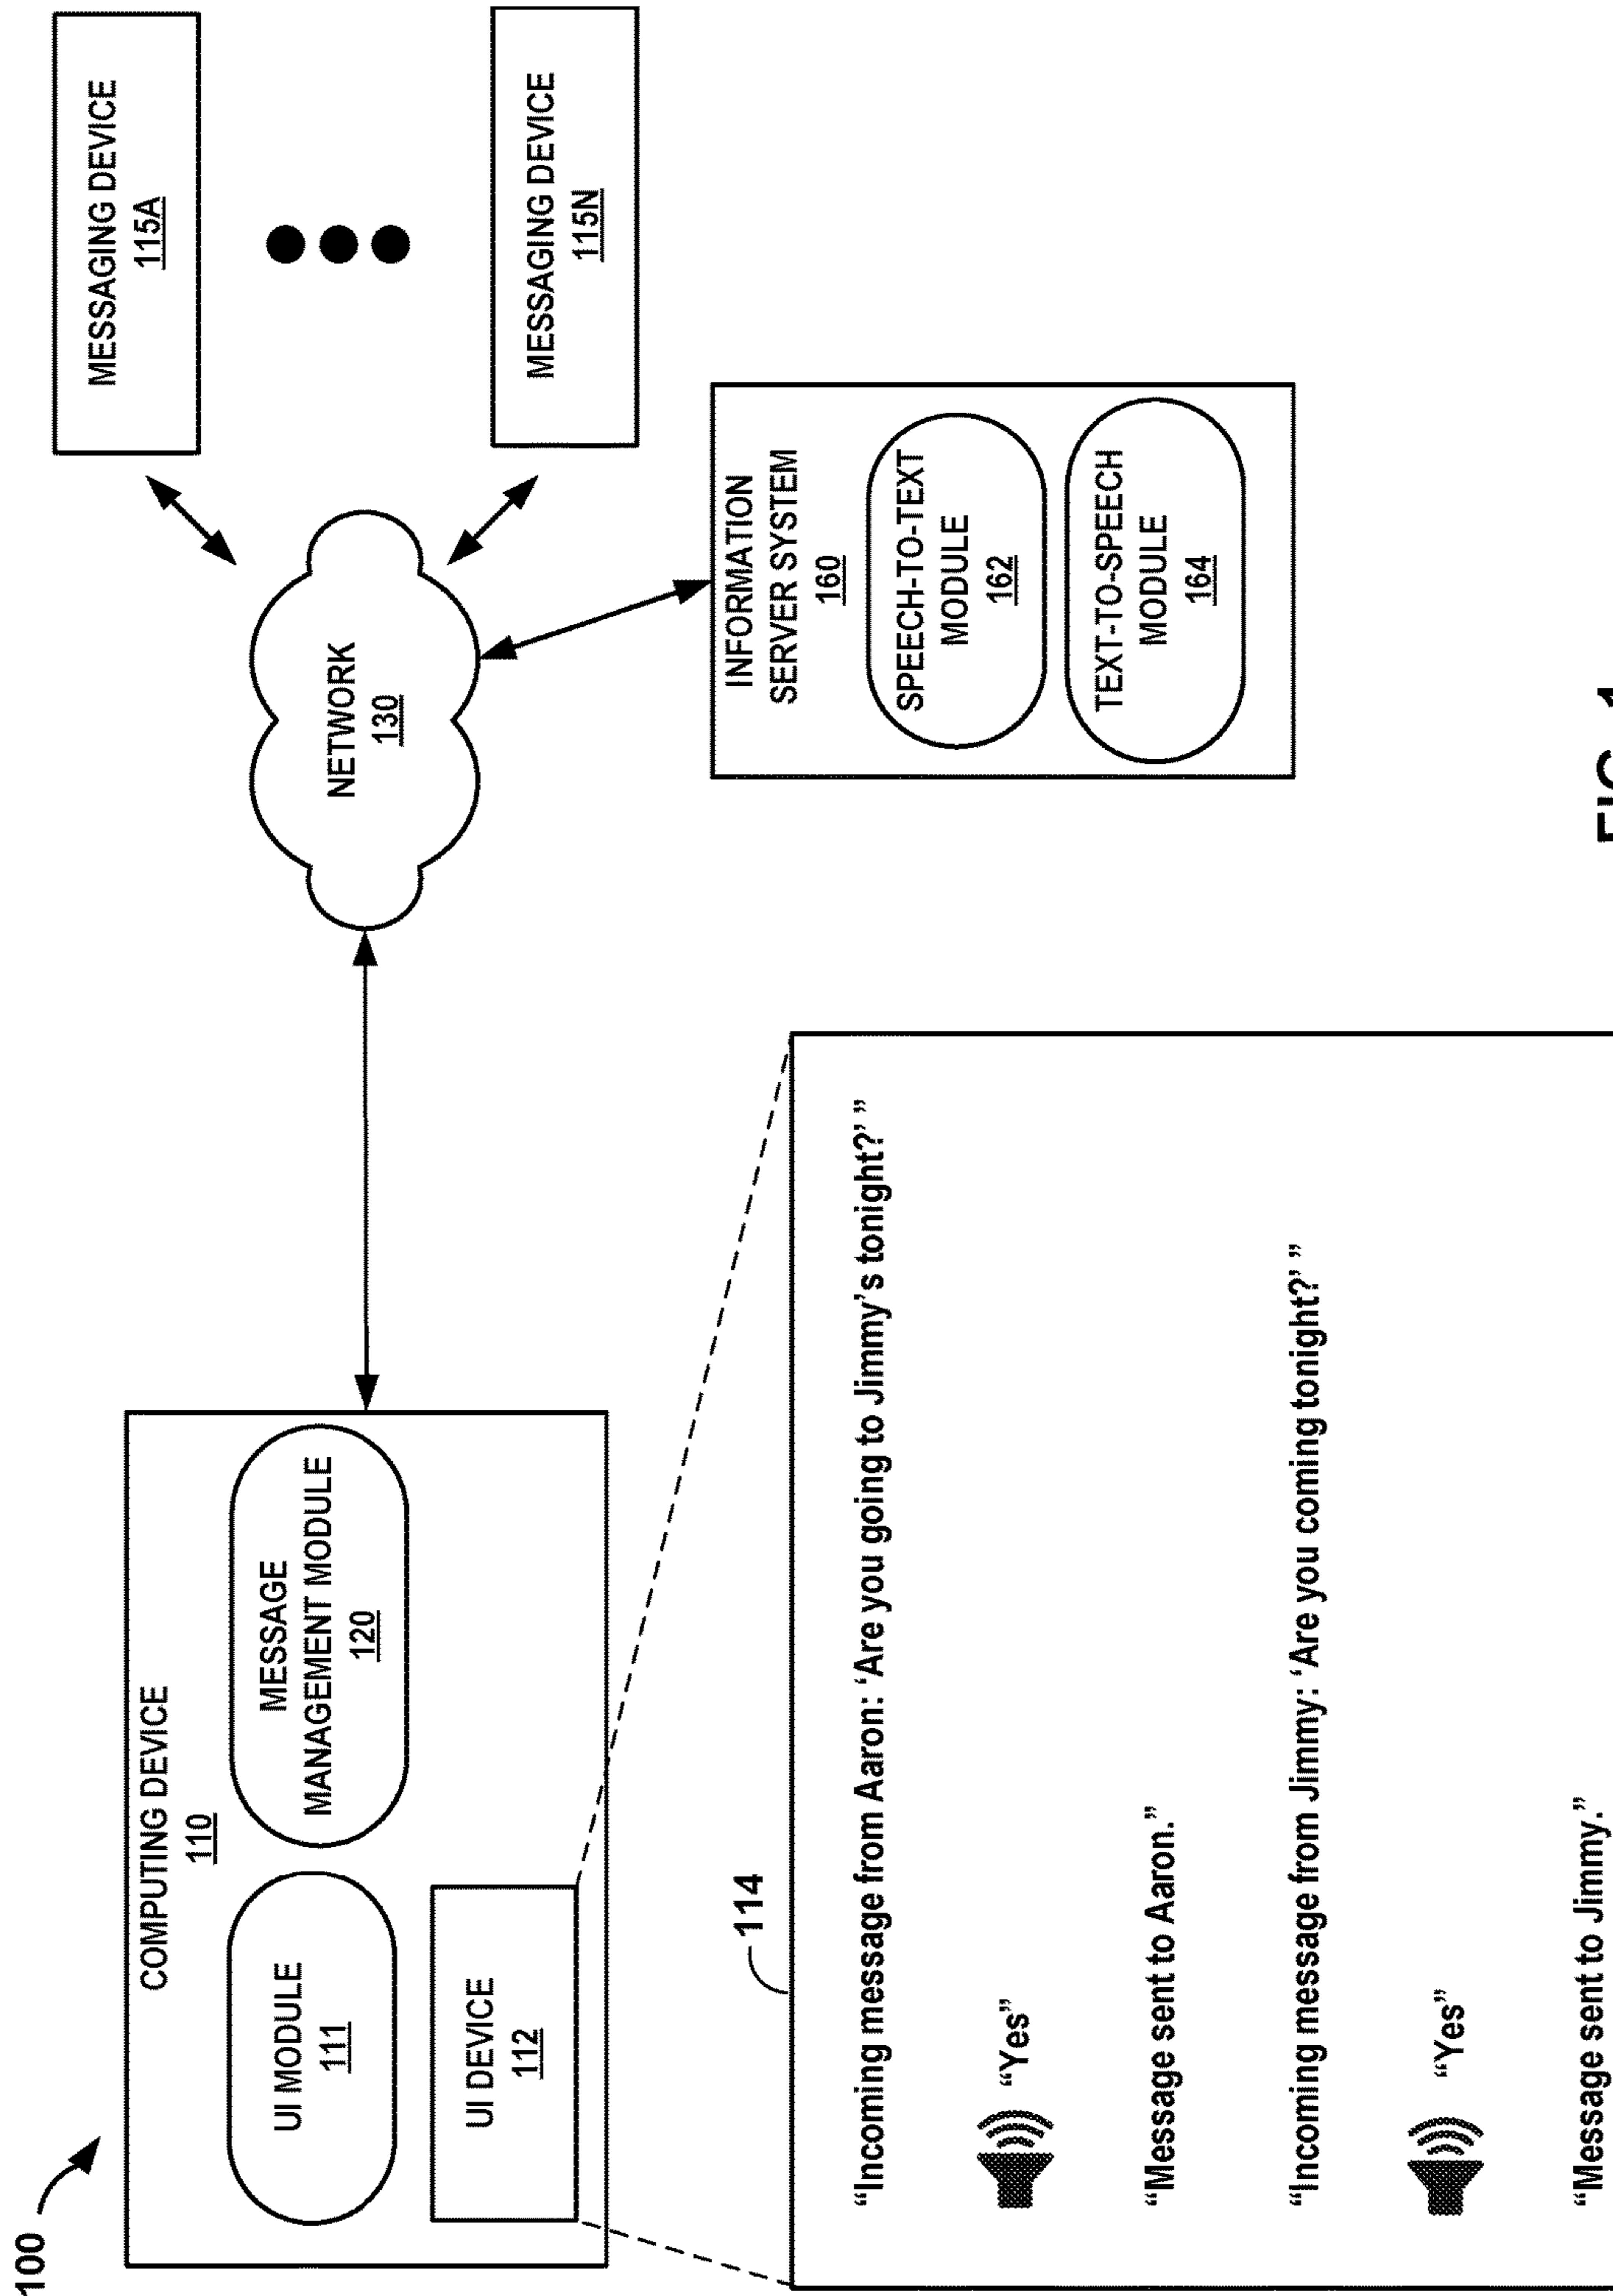 100
COMPUTING DEVICE
110
UI MODULE
111
MESSAGE
MANAGEMENT MODULE
120
UI DEVICE
112
NETWORK
130
MESSAGING DEVICE
115A
MESSAGING DEVICE
115N
INFORMATION
SERVER SYSTEM
160
SPEECH-TO-TEXT
MODULE
162
TEXT-TO-SPEECH
MODULE
164
114
“Incoming message from Aaron: ‘Are you going to Jimmy’s tonight?’ ”
“Yes”
“Message sent to Aaron.”
“Incoming message from Jimmy: ‘Are you coming tonight?’ ”
“Yes”
“Message sent to Jimmy.”
FIG. 1